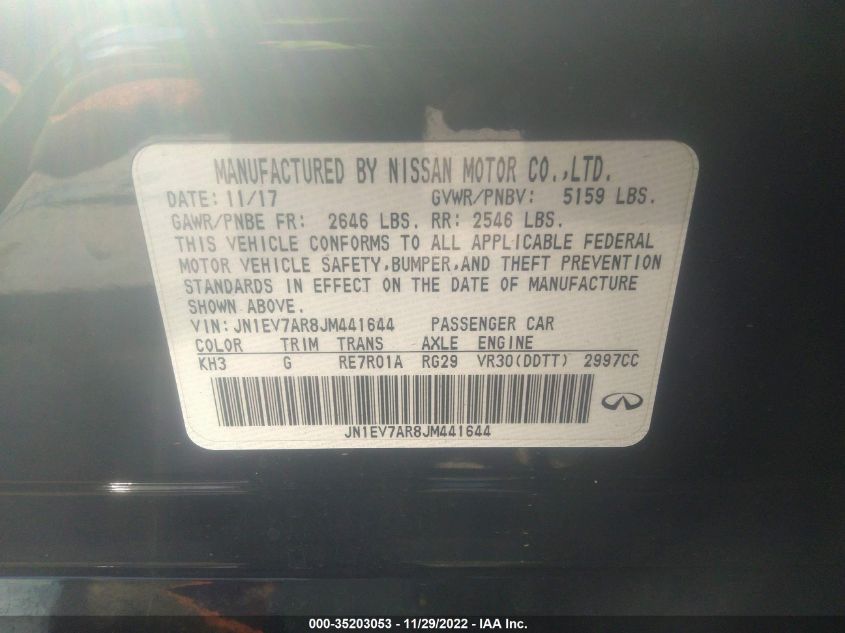 MANUFACTURED BY NISSAN MOTOR CO.,LTD.
DATE: 11/17 GVWR/PNBV: 5159 LBS.
GAWR/PNBE FR: 2646 LBS. RR: 2546 LBS.
THIS VEHICLE CONFORMS TO ALL APPLICABLE FEDERAL
MOTOR VEHICLE SAFETY,BUMPER,AND THEFT PREVENTION
STANDARDS IN EFFECT ON THE DATE OF MANUFACTURE
SHOWN ABOVE.
VIN: JN1EV7AR8JM441644 PASSENGER CAR
COLOR TRIM TRANS AXLE ENGINE
KH3 G RE7R01A RG29 VR30(DDTT) 2997CC
JN1EV7AR8JM441644
000-35203053 - 11/29/2022 - IAA Inc.